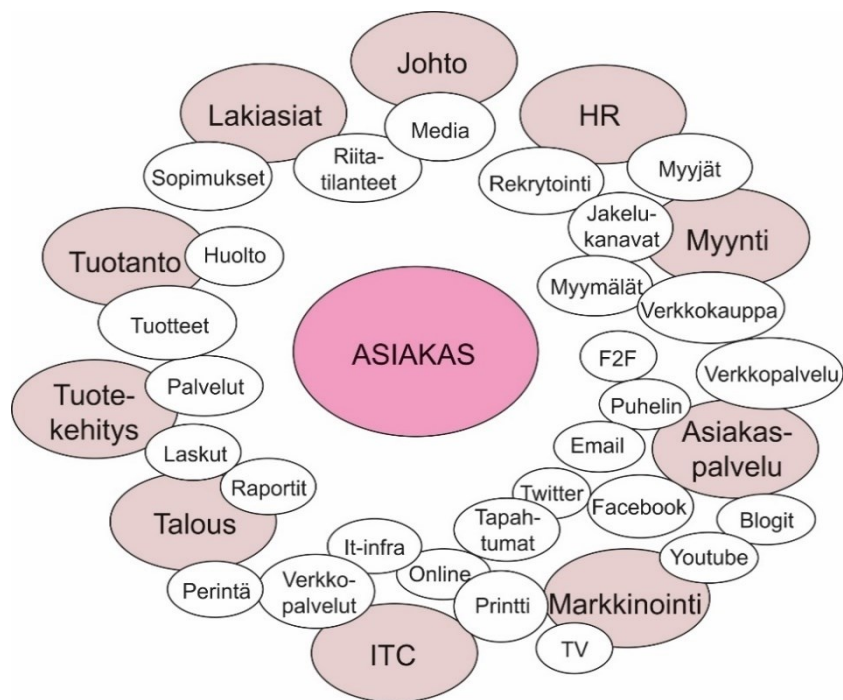 Johto
Lakiasiat
HR
Media
Riita-
tilanteet
Sopimukset
Rekrytointi
Myyjät
Jakelu-
kanavat
Myynti
Tuotanto
Huolto
Myymälät
Verkkokauppa
Tuotteet
ASIAKAS
F2F
Verkkopalvelu
Palvelut
Tuote-
kehitys
Puhelin
Email
Asiakas-
palvelu
Laskut
Raportit
Twitter
Facebook
Blogit
Talous
Tapah-
tumat
It-infra
Youtube
Online
Perintä
Verkko-
palvelut
Printti
Markkinointi
ITC
TV